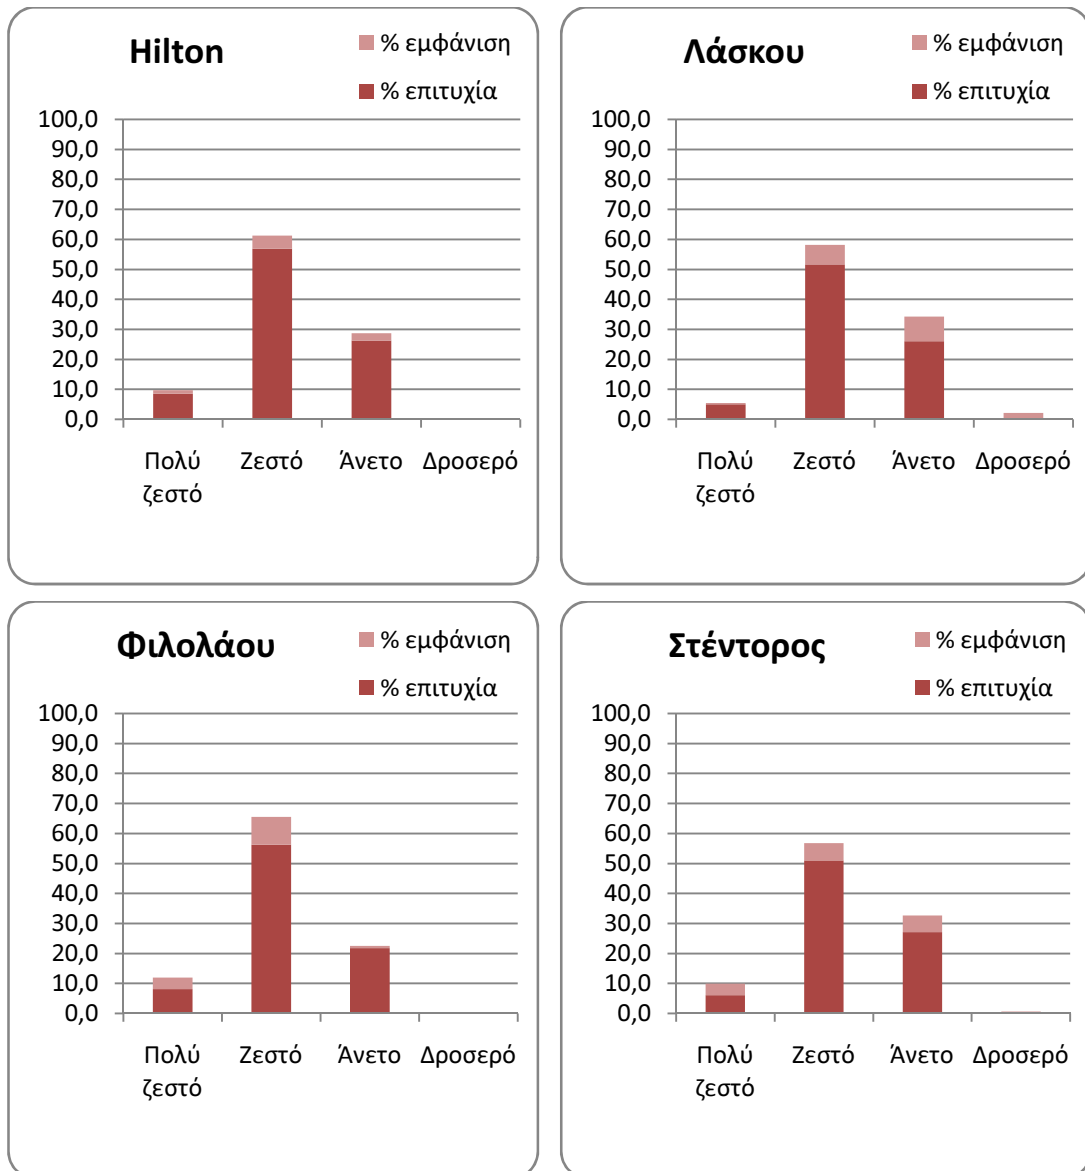 Hilton
% εμφάνιση
% επιτυχία
100,0
90,0
80,0
70,0
60,0
50,0
40,0
30,0
20,0
10,0
0,0
Πολύ ζεστό
Ζεστό
Άνετο
Δροσερό
Λάσκου
% εμφάνιση
% επιτυχία
100,0
90,0
80,0
70,0
60,0
50,0
40,0
30,0
20,0
10,0
0,0
Πολύ ζεστό
Ζεστό
Άνετο
Δροσερό
Φιλολάου
% εμφάνιση
% επιτυχία
100,0
90,0
80,0
70,0
60,0
50,0
40,0
30,0
20,0
10,0
0,0
Πολύ ζεστό
Ζεστό
Άνετο
Δροσερό
Στέντορος
% εμφάνιση
% επιτυχία
100,0
90,0
80,0
70,0
60,0
50,0
40,0
30,0
20,0
10,0
0,0
Πολύ ζεστό
Ζεστό
Άνετο
Δροσερό